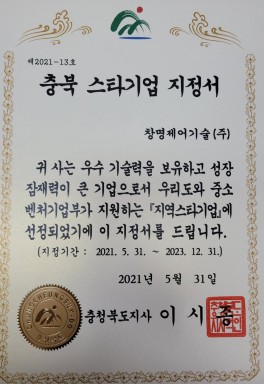 제2021-13호
충북 스타기업 지정서
창명제어기술(주)
귀 사는 우수 기술력을 보유하고 성장
잠재력이 큰 기업으로서 우리도와 중소
벤처기업부가 지원하는 『지역스타기업』에
선정되었기에 이 지정서를 드립니다.
(지정기간 : 2021. 5. 31. ~ 2023. 12. 31.)
2021년 5월 31일
충청북도지사 이 시 종